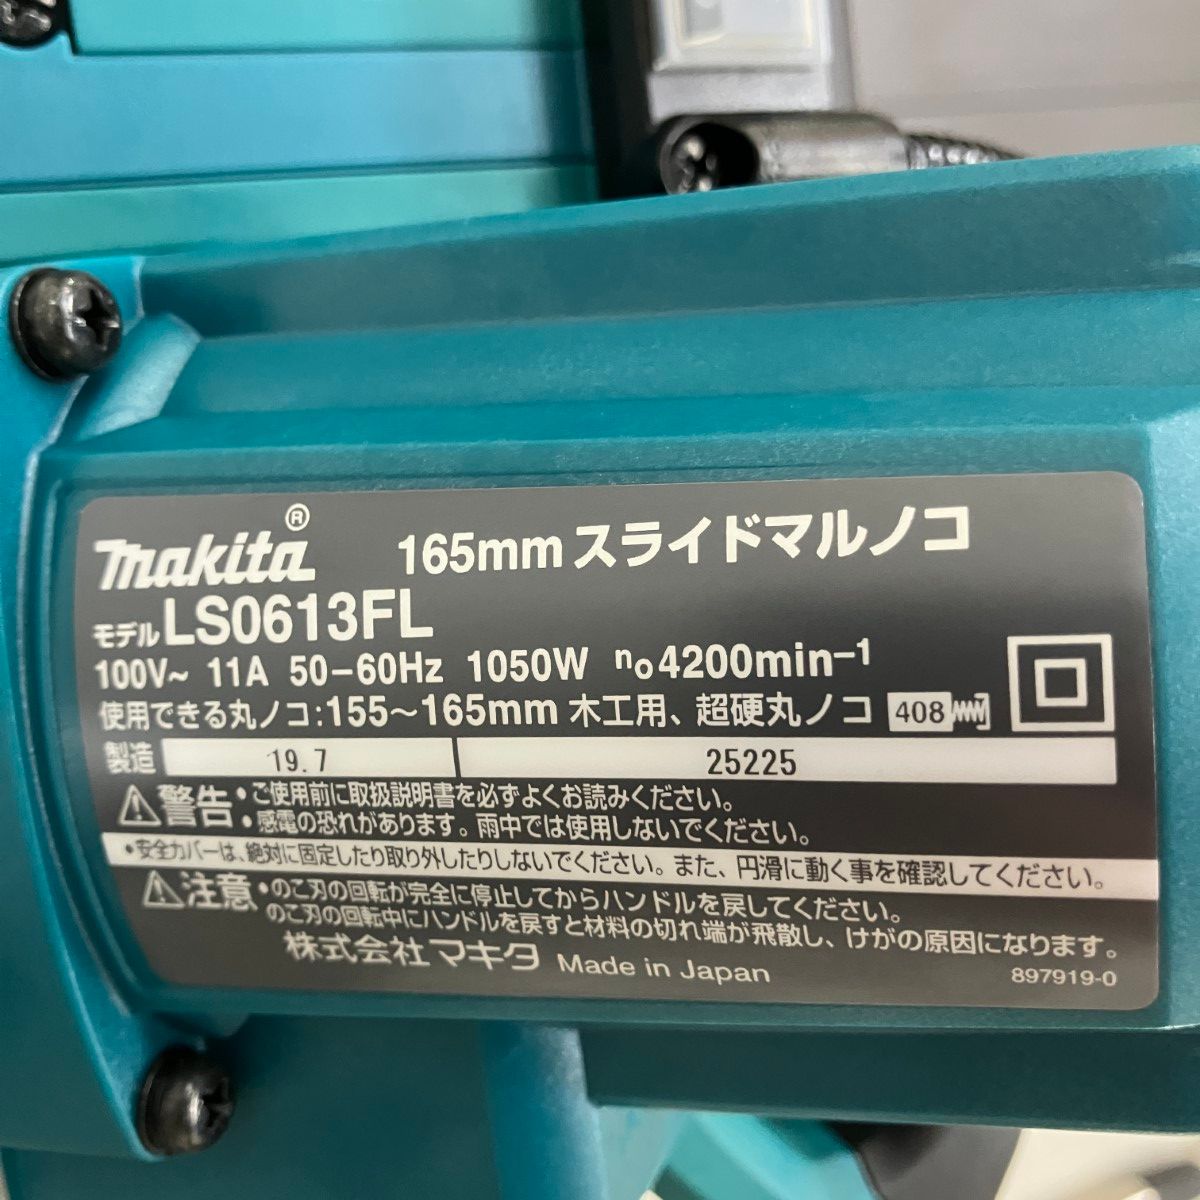 makita® 165mmスライドマルノコ
モデル LS0613FL
100V~ 11A 50-60Hz 1050W n₀4200min⁻¹
使用できる丸ノコ:155~165mm 木工用、超硬丸ノコ 408
製造 19.7 25225
⚠警告 •ご使用前に取扱説明書を必ずよくお読みください。
•感電の恐れがあります。雨中では使用しないでください。
•安全カバーは、絶対に固定したり取り外したりしないでください。また、円滑に動く事を確認してください。
⚠注意 •のこ刃の回転が完全に停止してからハンドルを戻してください。
のこ刃の回転中にハンドルを戻すと材料の切れ端が飛散し、けがの原因になります。
株式会社マキタ Made in Japan 897919-0